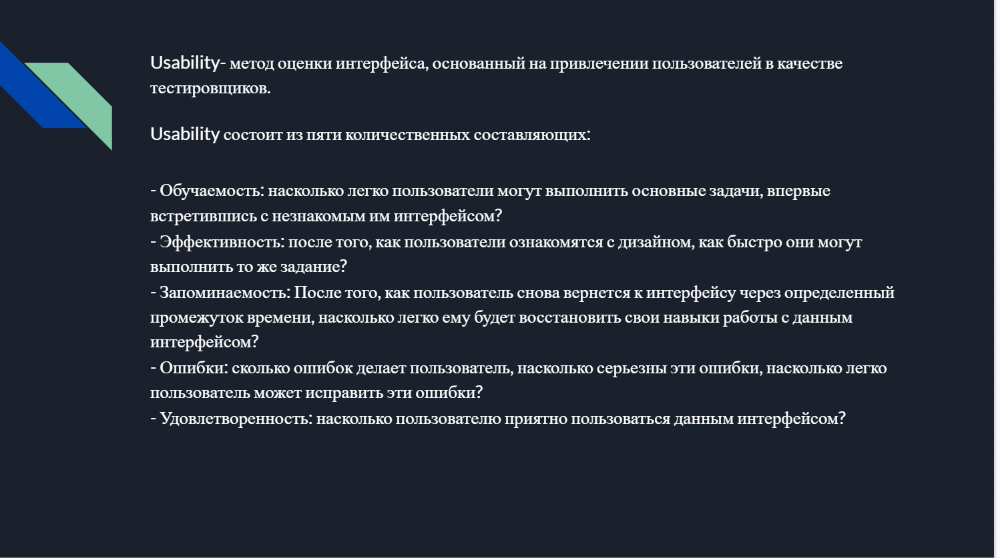 Usability- метод оценки интерфейса, основанный на привлечении пользователей в качестве
тестировщиков.
Usability состоит из пяти количественных составляющих:
- Обучаемость: насколько легко пользователи могут выполнить основные задачи, впервые
встретившись с незнакомым им интерфейсом?
- Эффективность: после того, как пользователи ознакомятся с дизайном, как быстро они могут
выполнить то же задание?
- Запоминаемость: После того, как пользователь снова вернется к интерфейсу через определенный
промежуток времени, насколько легко ему будет восстановить свои навыки работы с данным
интерфейсом?
- Ошибки: сколько ошибок делает пользователь, насколько серьезны эти ошибки, насколько легко
пользователь может исправить эти ошибки?
- Удовлетворенность: насколько пользователю приятно пользоваться данным интерфейсом?